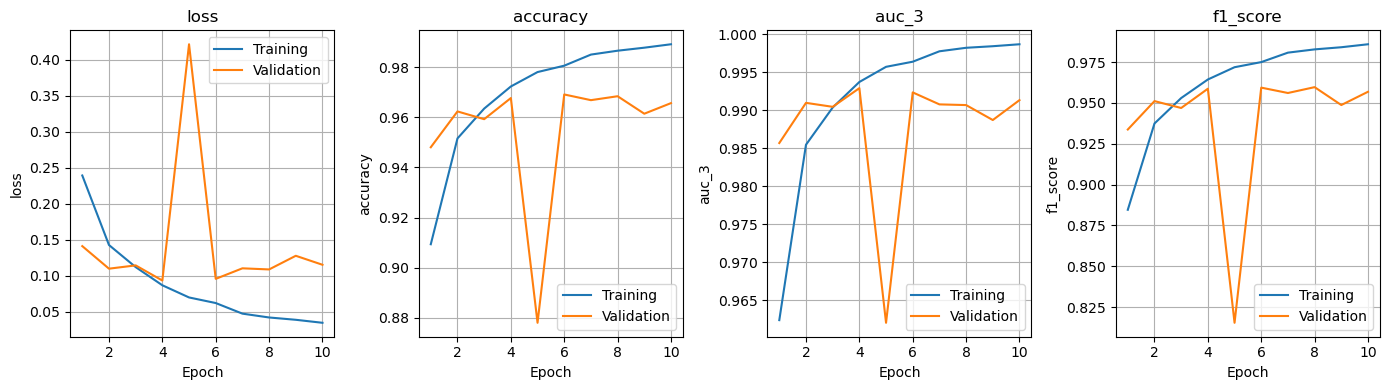 loss
loss
0.40
0.35
0.30
0.25
0.20
0.15
0.10
0.05
2 4 6 8 10
Epoch
Training
Validation
accuracy
accuracy
0.98
0.96
0.94
0.92
0.90
0.88
2 4 6 8 10
Epoch
Training
Validation
auc_3
auc_3
1.000
0.995
0.990
0.985
0.980
0.975
0.970
0.965
2 4 6 8 10
Epoch
Training
Validation
f1_score
f1_score
0.975
0.950
0.925
0.900
0.875
0.850
0.825
2 4 6 8 10
Epoch
Training
Validation